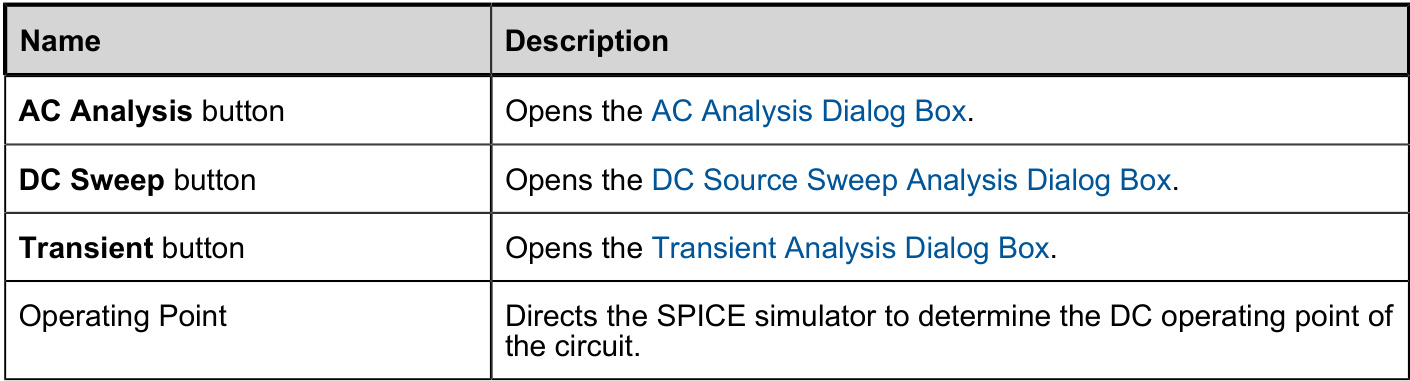 Name Description
AC Analysis button Opens the AC Analysis Dialog Box.
DC Sweep button Opens the DC Source Sweep Analysis Dialog Box.
Transient button Opens the Transient Analysis Dialog Box.
Operating Point Directs the SPICE simulator to determine the DC operating point of
the circuit.